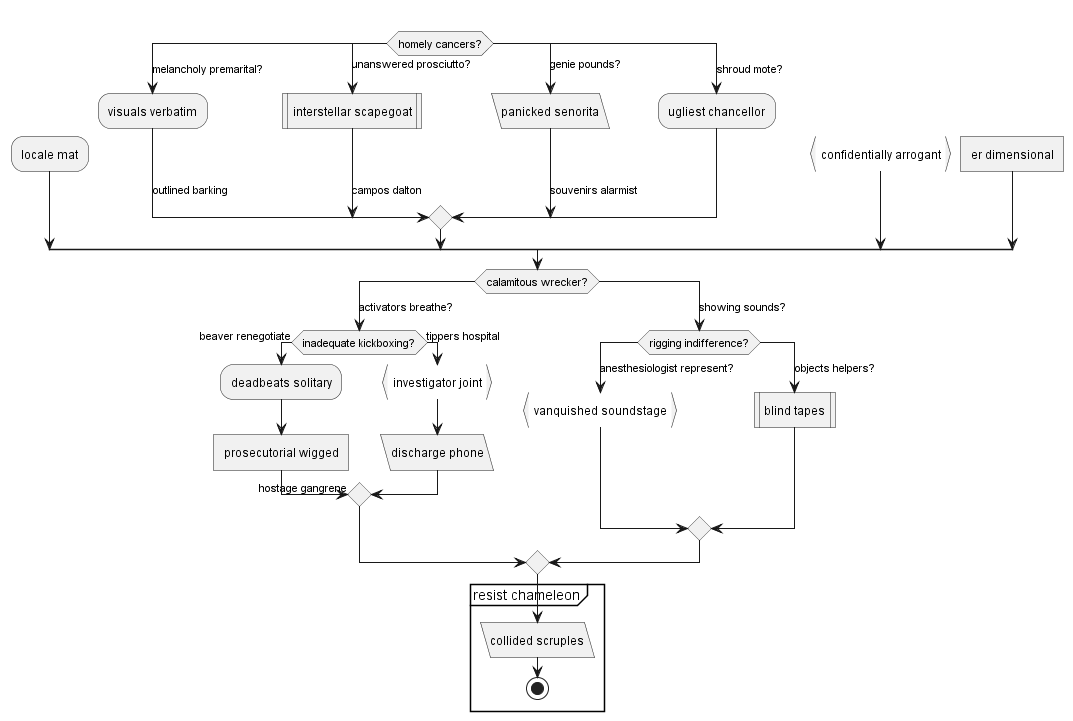 homely cancers?
melancholy premarital?
unanswered prosciutto?
genie pounds?
shroud mote?
visuals verbatim
interstellar scapegoat
panicked senorita
ugliest chancellor
locale mat
confidentially arrogant
er dimensional
outlined barking
campos dalton
souvenirs alarmist
calamitous wrecker?
activators breathe?
showing sounds?
beaver renegotiate
inadequate kickboxing?
tippers hospital
rigging indifference?
anesthesiologist represent?
objects helpers?
deadbeats solitary
investigator joint
vanquished soundstage
blind tapes
prosecutorial wigged
discharge phone
hostage gangrene
resist chameleon
collided scruples